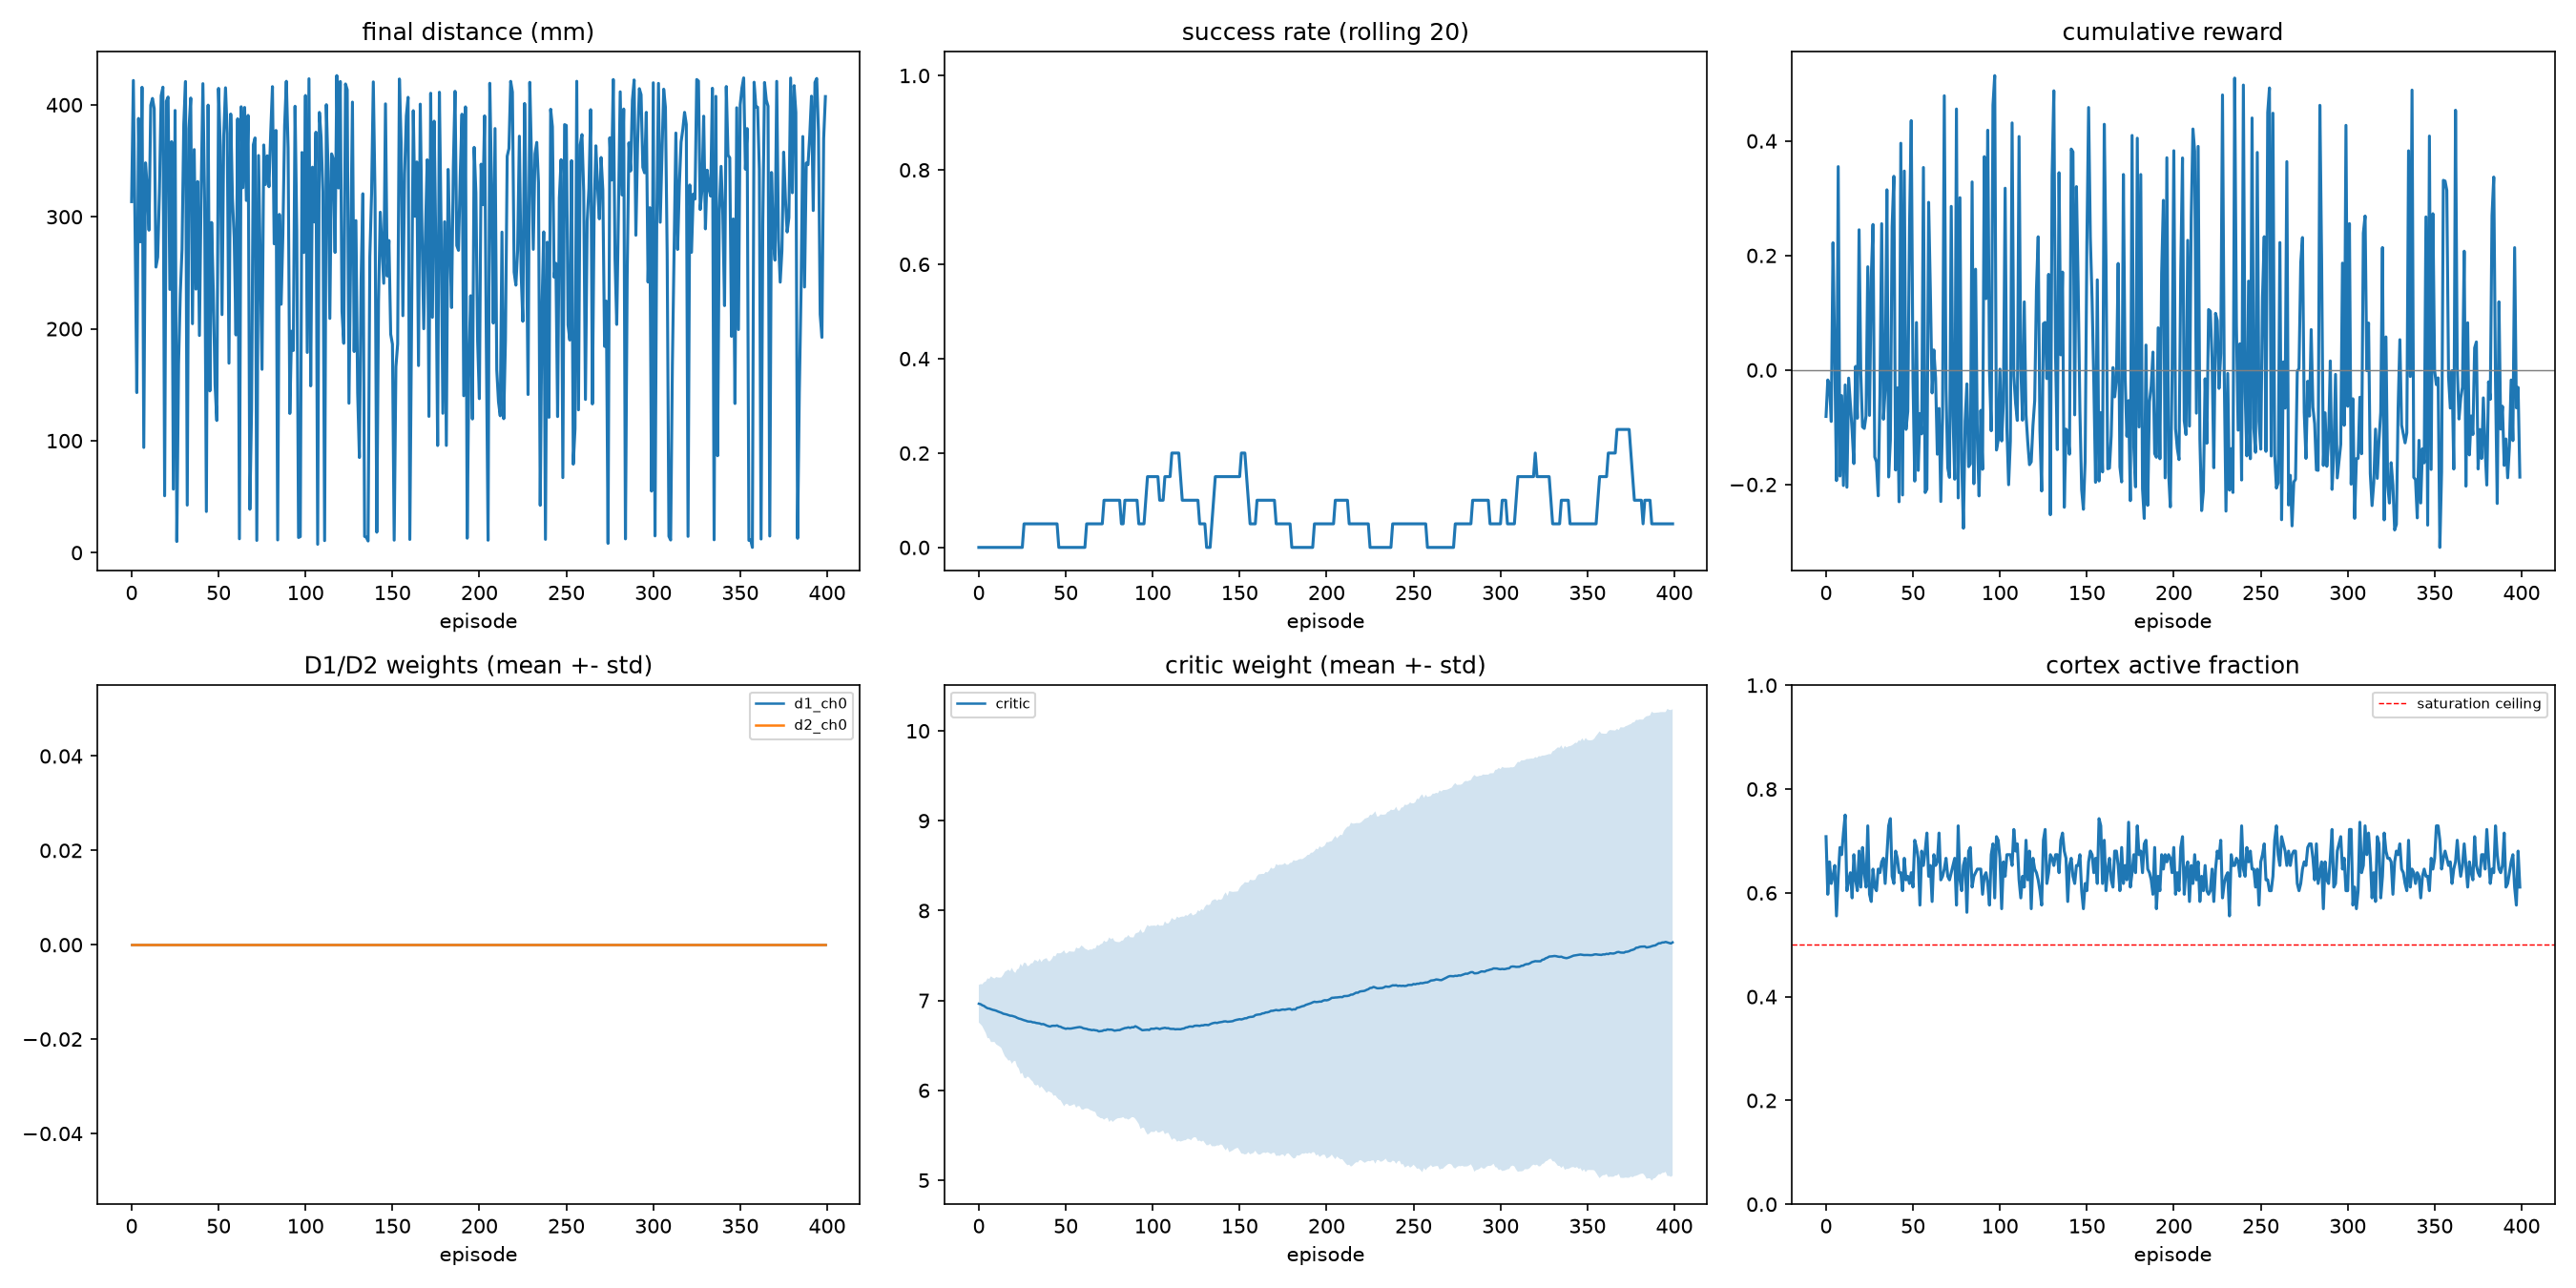 final distance (mm)
400
300
200
100
0
0 50 100 150 200 250 300 350 400
episode
success rate (rolling 20)
1.0
0.8
0.6
0.4
0.2
0.0
0 50 100 150 200 250 300 350 400
episode
cumulative reward
0.4
0.2
0.0
−0.2
0 50 100 150 200 250 300 350 400
episode
D1/D2 weights (mean +- std)
d1_ch0
d2_ch0
0.04
0.02
0.00
−0.02
−0.04
0 50 100 150 200 250 300 350 400
episode
critic weight (mean +- std)
critic
10
9
8
7
6
5
0 50 100 150 200 250 300 350 400
episode
cortex active fraction
saturation ceiling
1.0
0.8
0.6
0.4
0.2
0.0
0 50 100 150 200 250 300 350 400
episode